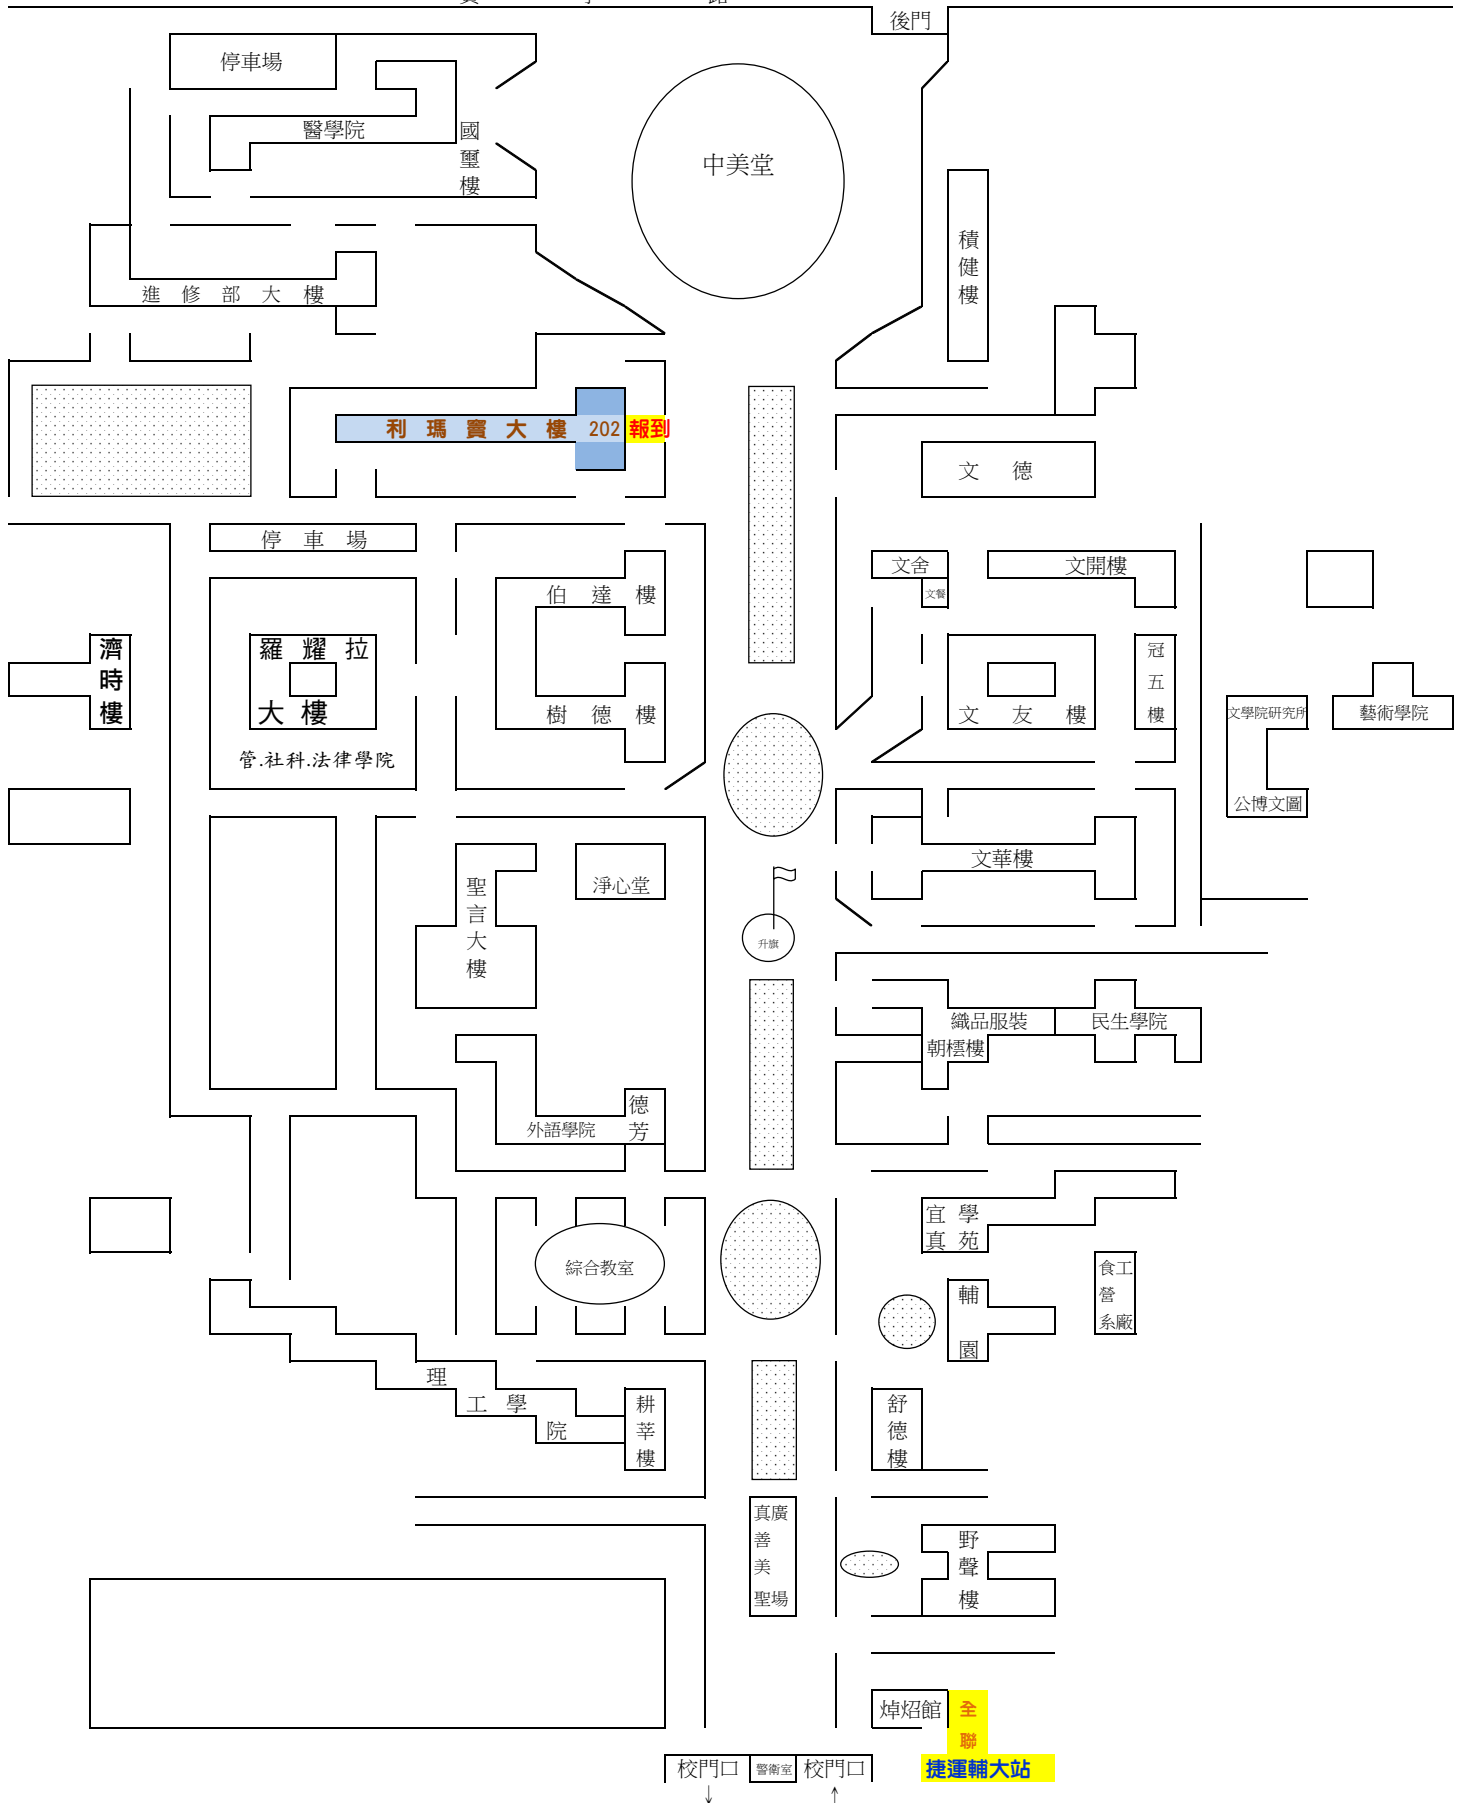 後門
停車場
醫學院
國璽樓
中美堂
積健樓
進修部大樓
利瑪竇大樓 202 報到
文德
停車場
文舍
文開樓
文餐
伯達樓
濟時樓
羅耀拉
大樓
冠五樓
樹德樓
文友樓
文學院研究所
藝術學院
管.社科.法律學院
公博文圖
文華樓
聖言大樓
淨心堂
升旗
織品服裝
民生學院
朝橒樓
德芳
外語學院
宜學
真苑
綜合教室
食工
營
系廠
輔園
理工學院
耕莘樓
舒德樓
真廣
善
美
聖場
野聲樓
焯炤館
全聯
捷運輔大站
校門口
警衛室
校門口
↓
↑